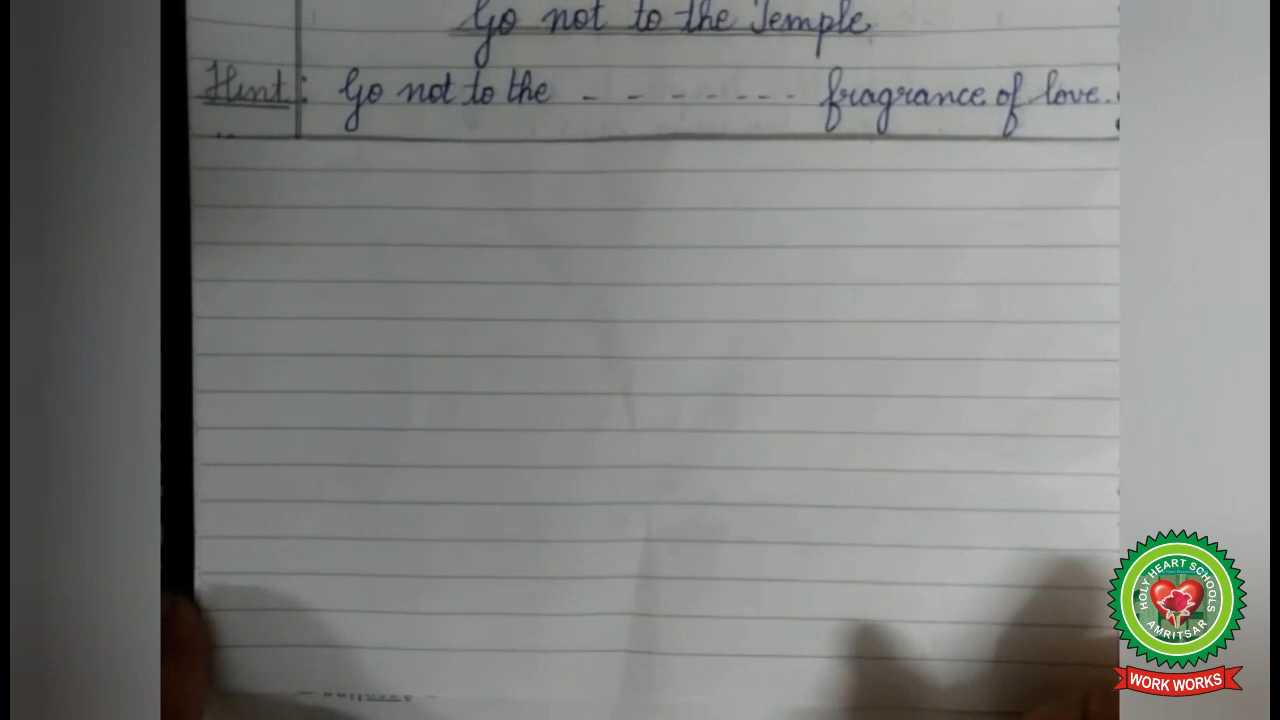 Go not to the Temple
Hint: Go not to the - - - - - - - fragrance of love.
HOLY HEART SCHOOLS
AMRITSAR
WORK WORKS